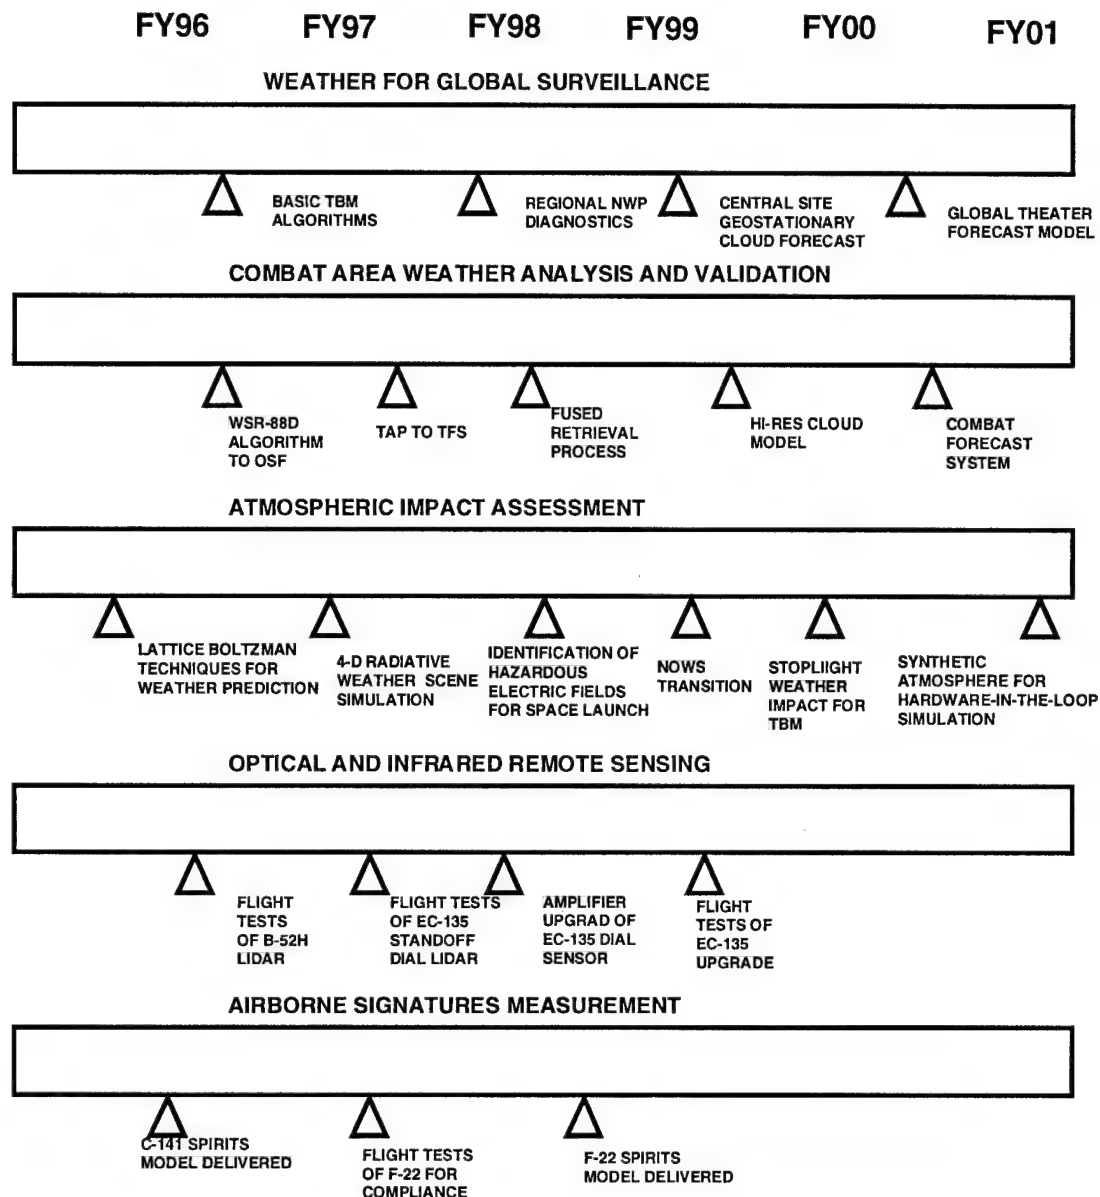 FY96 FY97 FY98 FY99 FY00 FY01
WEATHER FOR GLOBAL SURVEILLANCE
BASIC TBM
ALGORITHMS
REGIONAL NWP
DIAGNOSTICS
CENTRAL SITE
GEOSTATIONARY
CLOUD FORECAST
GLOBAL THEATER
FORECAST MODEL
COMBAT AREA WEATHER ANALYSIS AND VALIDATION
WSR-88D
ALGORITHM
TO OSF
TAP TO TFS
FUSED
RETRIEVAL
PROCESS
HI-RES CLOUD
MODEL
COMBAT
FORECAST
SYSTEM
ATMOSPHERIC IMPACT ASSESSMENT
LATTICE BOLTZMAN
TECHNIQUES FOR
WEATHER PREDICTION
4-D RADIATIVE
WEATHER SCENE
SIMULATION
IDENTIFICATION OF
HAZARDOUS
ELECTRIC FIELDS
FOR SPACE LAUNCH
NOWS
TRANSITION
STOPLIIGHT
WEATHER
IMPACT FOR
TBM
SYNTHETIC
ATMOSPHERE FOR
HARDWARE-IN-THE-LOOP
SIMULATION
OPTICAL AND INFRARED REMOTE SENSING
FLIGHT
TESTS
OF B-52H
LIDAR
FLIGHT TESTS
OF EC-135
STANDOFF
DIAL LIDAR
AMPLIFIER
UPGRAD OF
EC-135 DIAL
SENSOR
FLIGHT
TESTS OF
EC-135
UPGRADE
AIRBORNE SIGNATURES MEASUREMENT
C-141 SPIRITS
MODEL DELIVERED
FLIGHT TESTS
OF F-22 FOR
COMPLIANCE
F-22 SPIRITS
MODEL DELIVERED